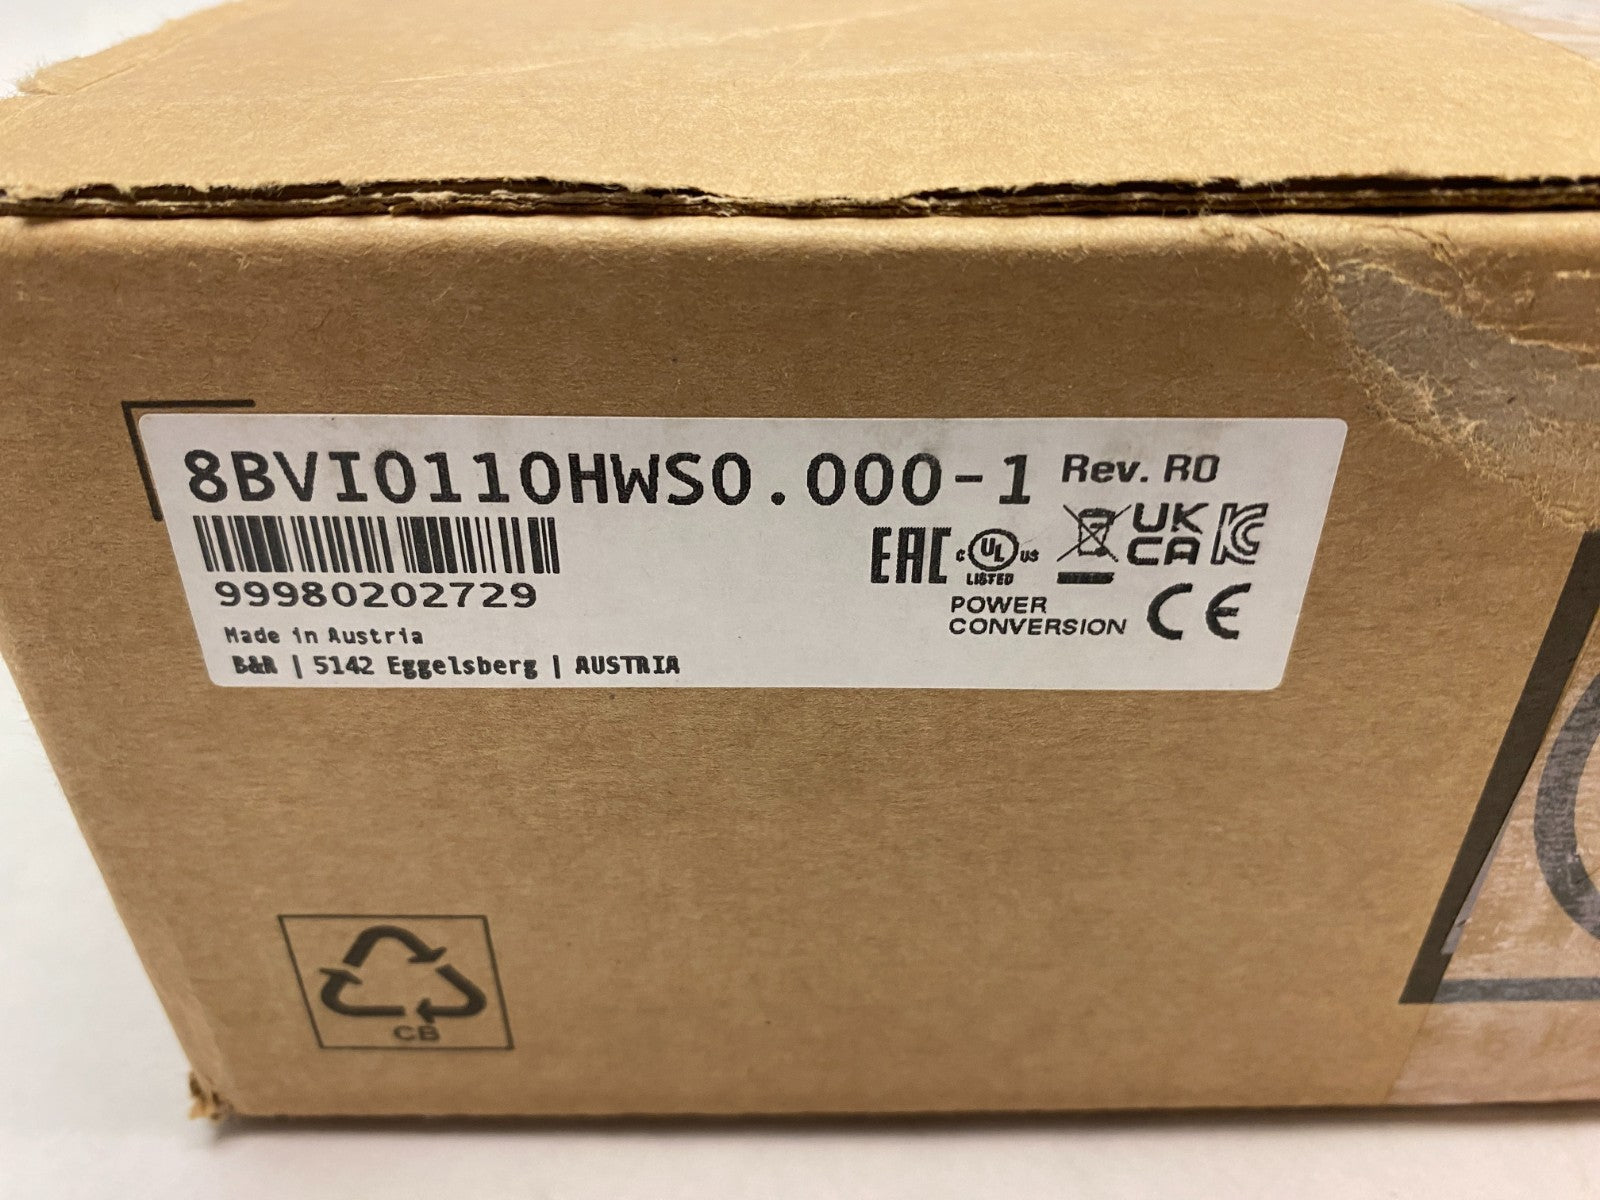 8BVI0110HWS0.000-1 Rev. R0
99980202729
Made in Austria
B&R | 5142 Eggelsberg | AUSTRIA
EAC C UL US LISTED UK CA KC
POWER
CONVERSION CE
CB